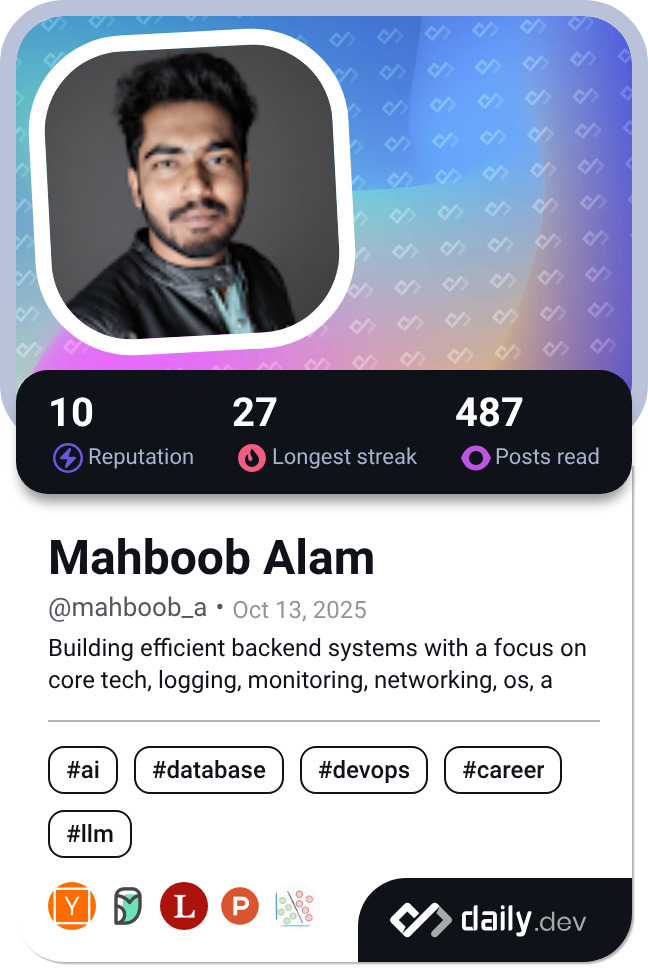 10 27 487
Reputation Longest streak Posts read
Mahboob Alam
@mahboob_a • Oct 13, 2025
Building efficient backend systems with a focus on
core tech, logging, monitoring, networking, os, a
#ai #database #devops #career
#llm
Y L P daily.dev